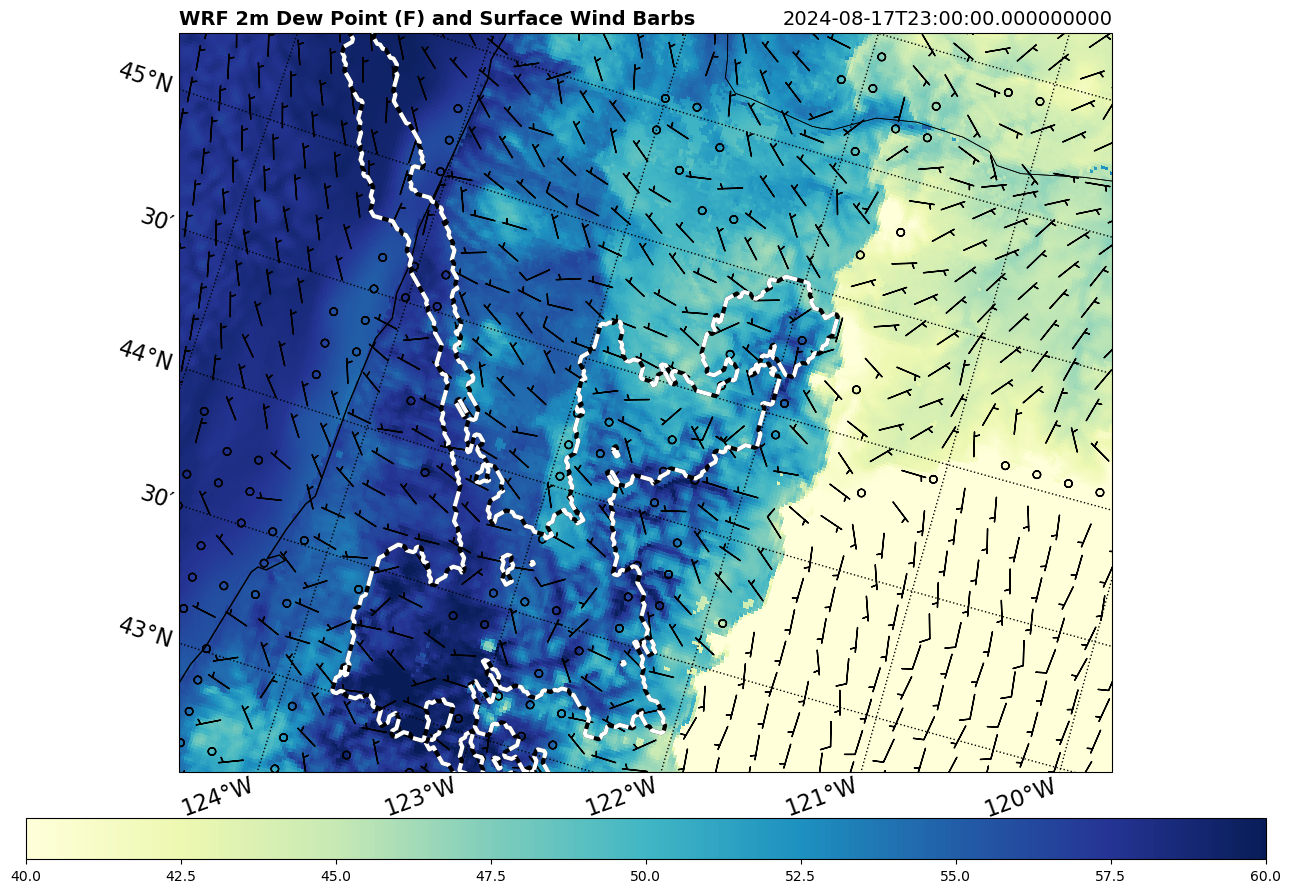 WRF 2m Dew Point (F) and Surface Wind Barbs 2024-08-17T23:00:00.000000000
45°N
30′
44°N
30′
43°N
124°W 123°W 122°W 121°W 120°W
40.0 42.5 45.0 47.5 50.0 52.5 55.0 57.5 60.0